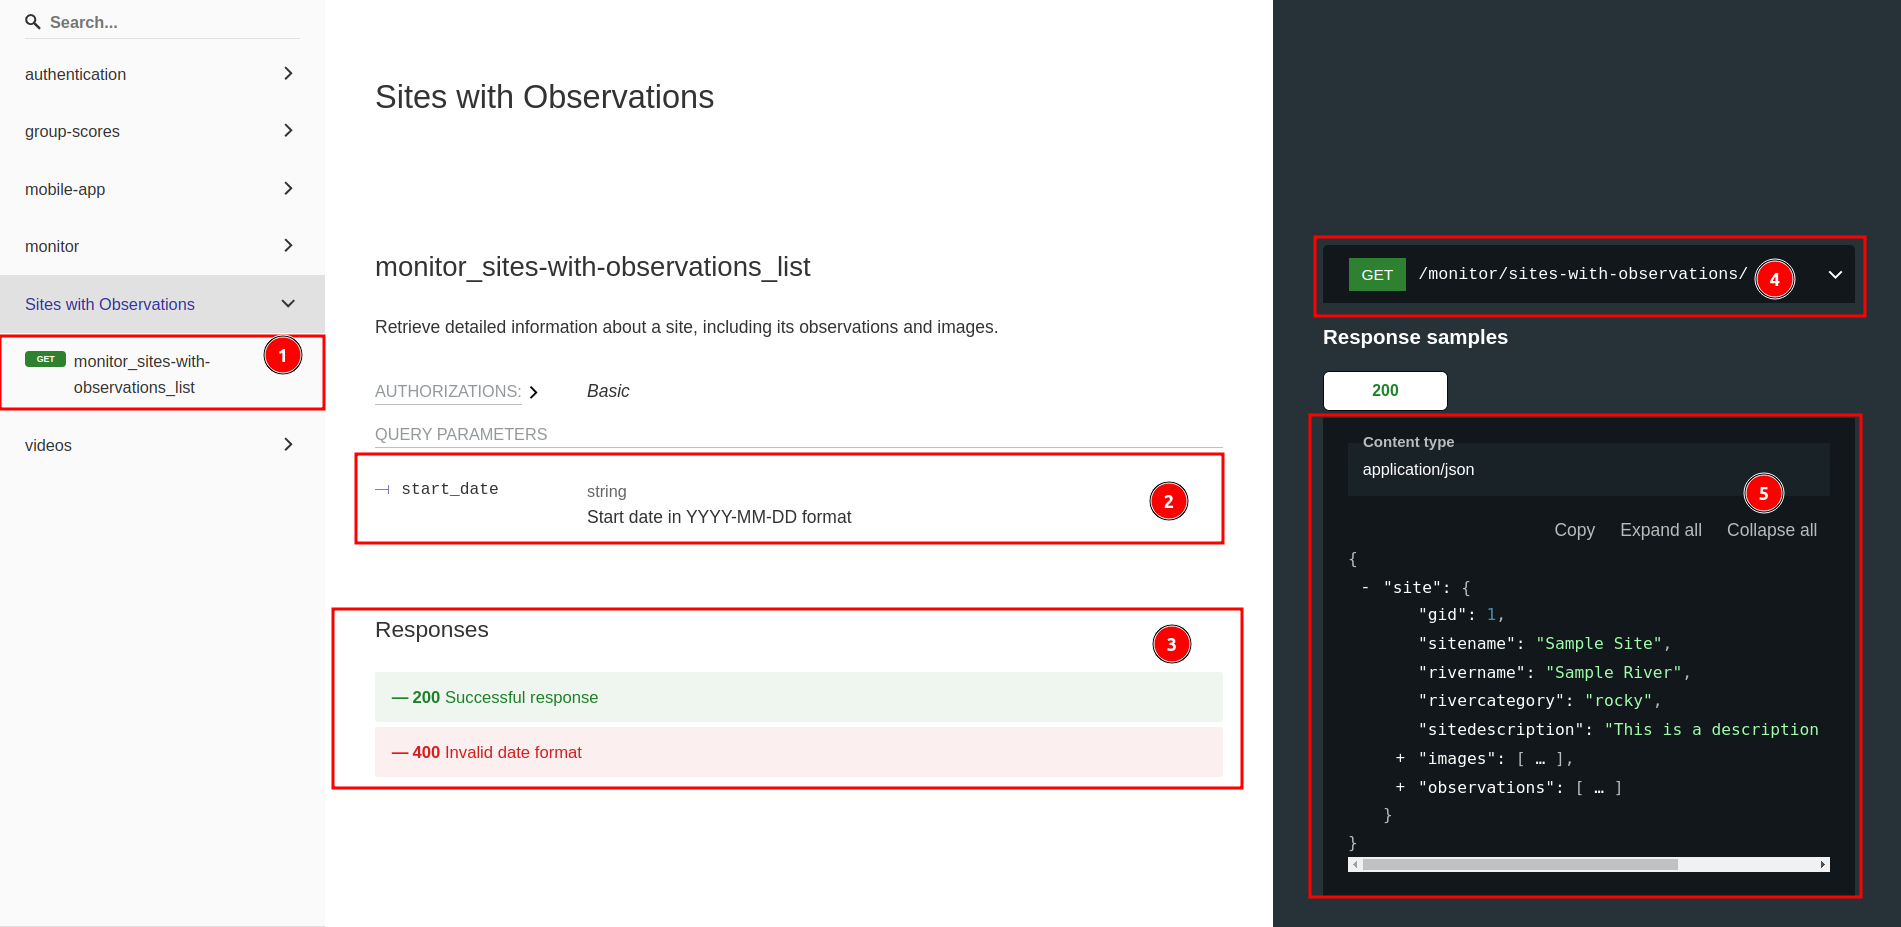 Search...
authentication
group-scores
mobile-app
monitor
Sites with Observations
GET monitor_sites-with-
observations_list
1
videos
Sites with Observations
monitor_sites-with-observations_list
Retrieve detailed information about a site, including its observations and images.
AUTHORIZATIONS: Basic
QUERY PARAMETERS
start_date
string
Start date in YYYY-MM-DD format
2
Responses
3
— 200 Successful response
— 400 Invalid date format
GET /monitor/sites-with-observations/
4
Response samples
200
Content type
application/json
5
Copy Expand all Collapse all
{
- "site": {
"gid": 1,
"sitename": "Sample Site",
"rivername": "Sample River",
"rivercategory": "rocky",
"sitedescription": "This is a description
+ "images": [ … ],
+ "observations": [ … ]
}
}